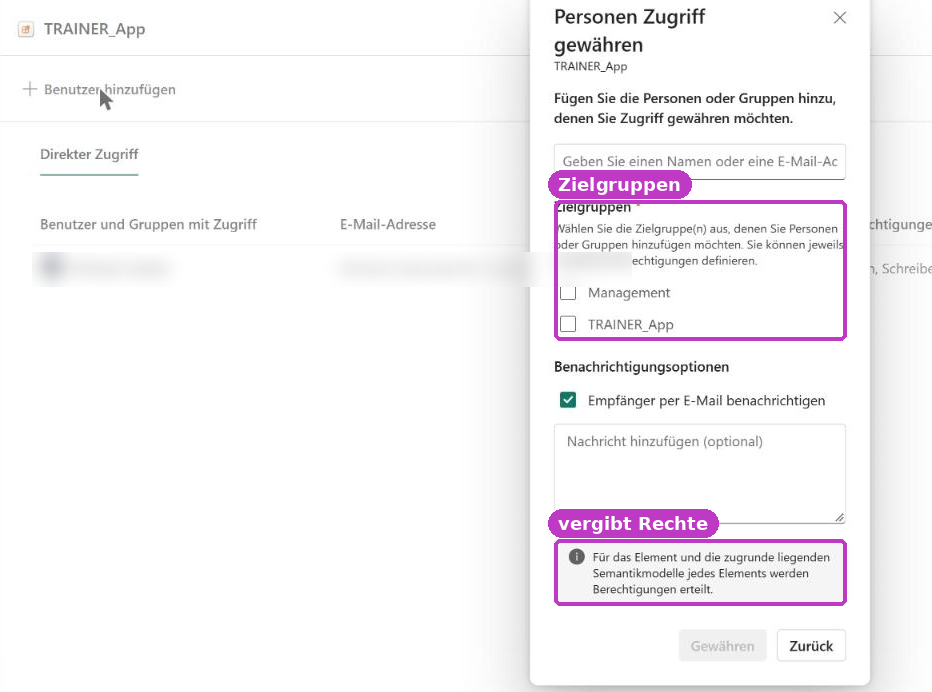 TRAINER_App
Benutzer hinzufügen
Direkter Zugriff
Benutzer und Gruppen mit Zugriff
E-Mail-Adresse
chtigunge
n, Schreibe
Personen Zugriff
gewähren
TRAINER_App
Fügen Sie die Personen oder Gruppen hinzu,
denen Sie Zugriff gewähren möchten.
Geben Sie einen Namen oder eine E-Mail-Ac
Zielgruppen
Zielgruppen *
Wählen Sie die Zielgruppe(n) aus, denen Sie Personen
oder Gruppen hinzufügen möchten. Sie können jeweils
echtigungen definieren.
Management
TRAINER_App
Benachrichtigungsoptionen
Empfänger per E-Mail benachrichtigen
Nachricht hinzufügen (optional)
vergibt Rechte
Für das Element und die zugrunde liegenden
Semantikmodelle jedes Elements werden
Berechtigungen erteilt.
Gewähren
Zurück